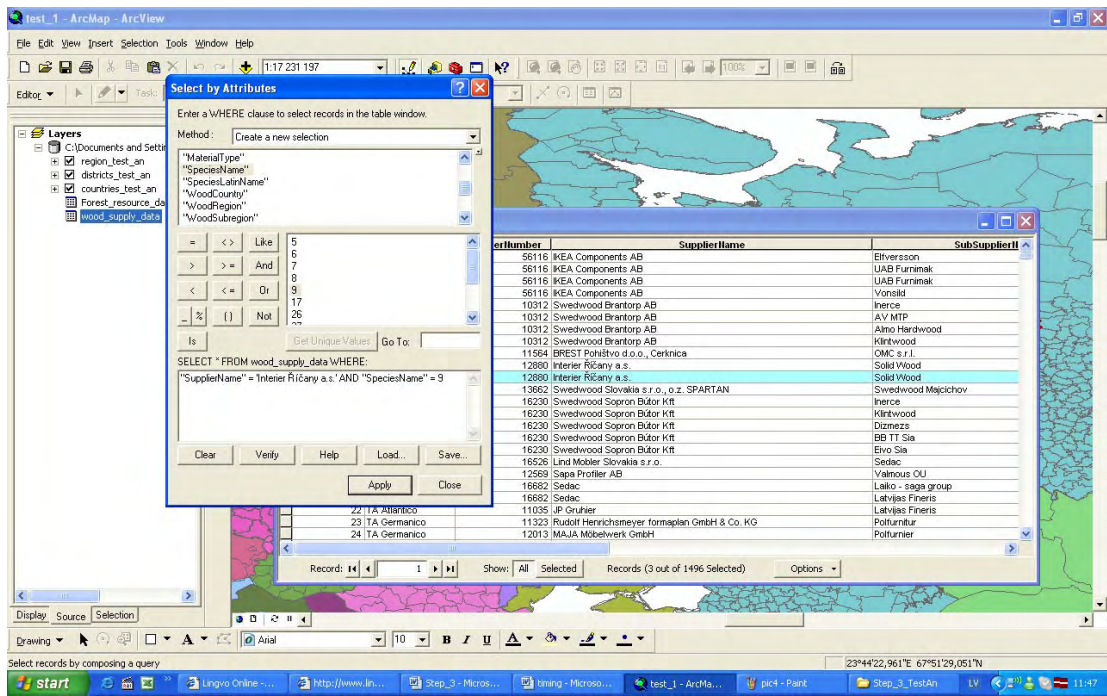 test_1 - ArcMap - ArcView
File Edit View Insert Selection Tools Window Help
1:17 231 197
100%
Editor Task:
Layers
C:\Documents and Setti
region_test_an
districts_test_an
countries_test_an
Forest_resource_da
wood_supply_data
Display Source Selection
Select by Attributes
Enter a WHERE clause to select records in the table window.
Method : Create a new selection
"MaterialType"
"SpeciesName"
"SpeciesLatinName"
"WoodCountry"
"WoodRegion"
"WoodSubregion"
= < > Like
> > = And
< < = Or
_ % ( ) Not
Is
5
6
7
8
9
17
26
27
Get Unique Values Go To:
SELECT * FROM wood_supply_data WHERE:
"SupplierName" = 'Interier Říčany a.s.' AND "SpeciesName" = 9
Clear Verify Help Load... Save...
Apply Close
erNumber SupplierName SubSupplierN
56116 IKEA Components AB Elfversson
56116 IKEA Components AB UAB Furnimak
56116 IKEA Components AB UAB Furnimak
56116 IKEA Components AB Vonsild
10312 Swedwood Brantorp AB Inerce
10312 Swedwood Brantorp AB AV MTP
10312 Swedwood Brantorp AB Almo Hardwood
10312 Swedwood Brantorp AB Klintwood
11564 BREST Pohištvo d.o.o., Cerknica OMC s.r.l.
12880 Interier Říčany a.s. Solid Wood
12880 Interier Říčany a.s. Solid Wood
13662 Swedwood Slovakia s.r.o., o.z. SPARTAN Swedwood Majcichov
16230 Swedwood Sopron Bútor Kft Inerce
16230 Swedwood Sopron Bútor Kft Klintwood
16230 Swedwood Sopron Bútor Kft Dizmezs
16230 Swedwood Sopron Bútor Kft BB TT Sia
16230 Swedwood Sopron Bútor Kft Eivo Sia
16526 Lind Mobler Slovakia s.r.o. Sedac
12569 Sapa Profiler AB Valmous OU
16682 Sedac Laiko - saga group
16682 Sedac Latvijas Fineris
22 TA Atlantico 11035 JP Gruhier Latvijas Fineris
23 TA Germanico 11323 Rudolf Henrichsmeyer formaplan GmbH & Co. KG Polfurnitur
24 TA Germanico 12013 MAJA Möbelwerk GmbH Polfurnier
Record: 1 Show: All Selected Records (3 out of 1496 Selected) Options
Drawing A Arial 10 B I U A
Select records by composing a query 23°44'22,961"E 67°51'29,051"N
start Lingvo Online -... http://www.lin... Step_3 - Micros... timing - Microso... test_1 - ArcMa... pic4 - Paint Step_3_TestAn LV 11:47